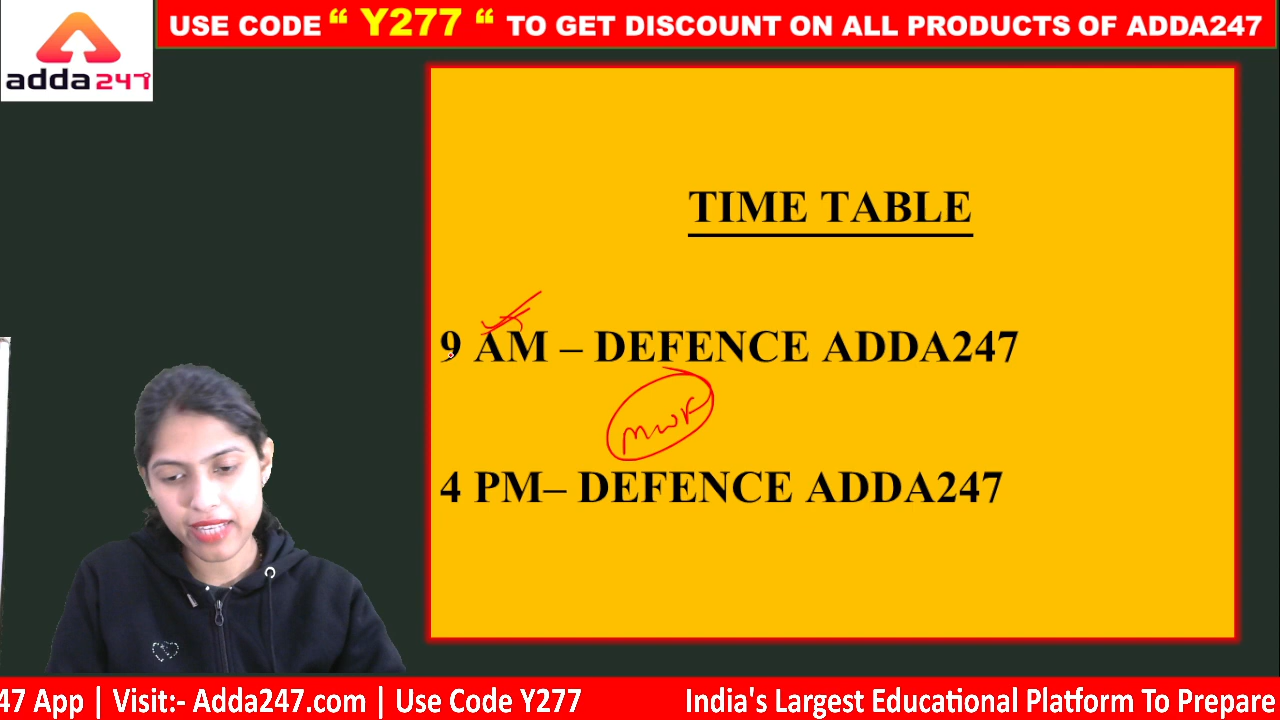 USE CODE “ Y277 “ TO GET DISCOUNT ON ALL PRODUCTS OF ADDA247
adda247
TIME TABLE
9 AM – DEFENCE ADDA247
MWF
4 PM– DEFENCE ADDA247
47 App | Visit:- Adda247.com | Use Code Y277
India's Largest Educational Platform To Prepare